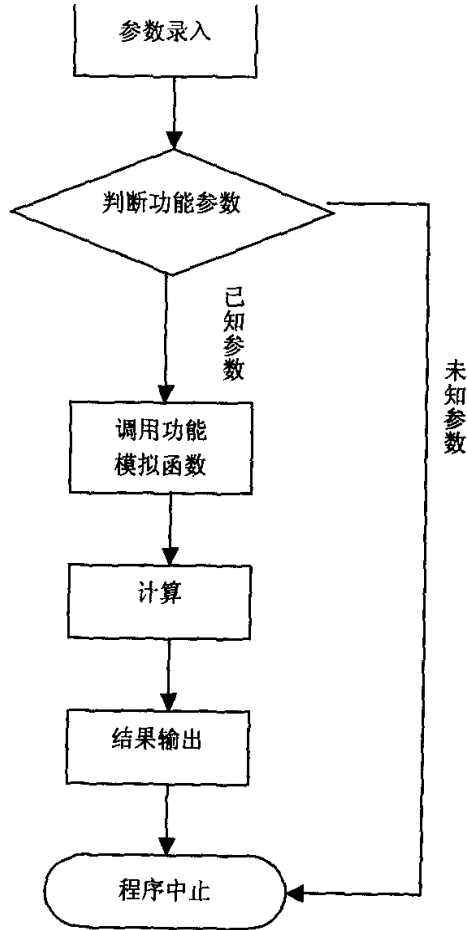 参数录入
判断功能参数
已知参数
未知参数
调用功能
模拟函数
计算
结果输出
程序中止